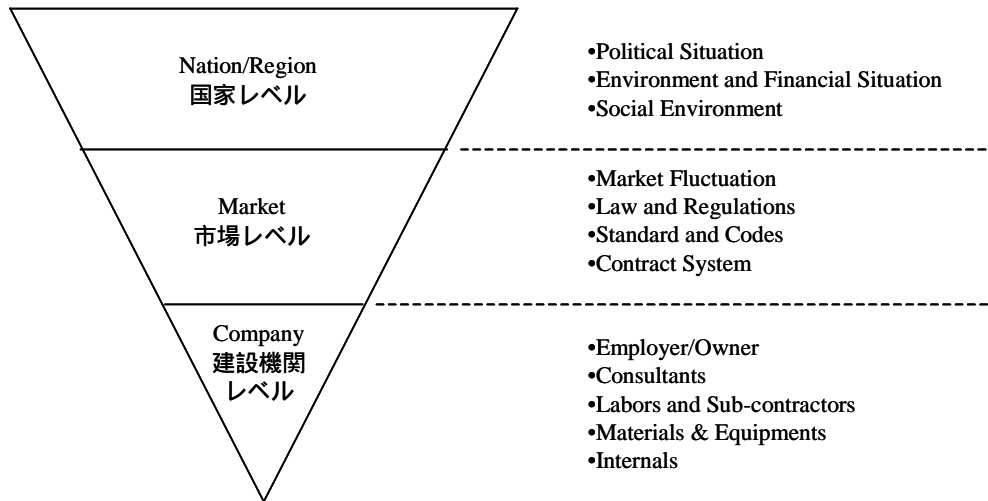 Nation/Region
国家レベル
•Political Situation
•Environment and Financial Situation
•Social Environment
Market
市場レベル
•Market Fluctuation
•Law and Regulations
•Standard and Codes
•Contract System
Company
建設機関
レベル
•Employer/Owner
•Consultants
•Labors and Sub-contractors
•Materials & Equipments
•Internals